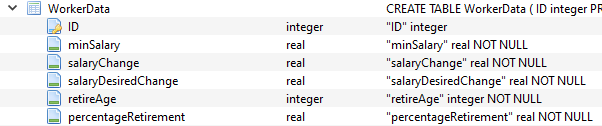 WorkerData CREATE TABLE WorkerData ( ID integer PR
ID integer "ID" integer
minSalary real "minSalary" real NOT NULL
salaryChange real "salaryChange" real NOT NULL
salaryDesiredChange real "salaryDesiredChange" real NOT NULL
retireAge integer "retireAge" integer NOT NULL
percentageRetirement real "percentageRetirement" real NOT NULL